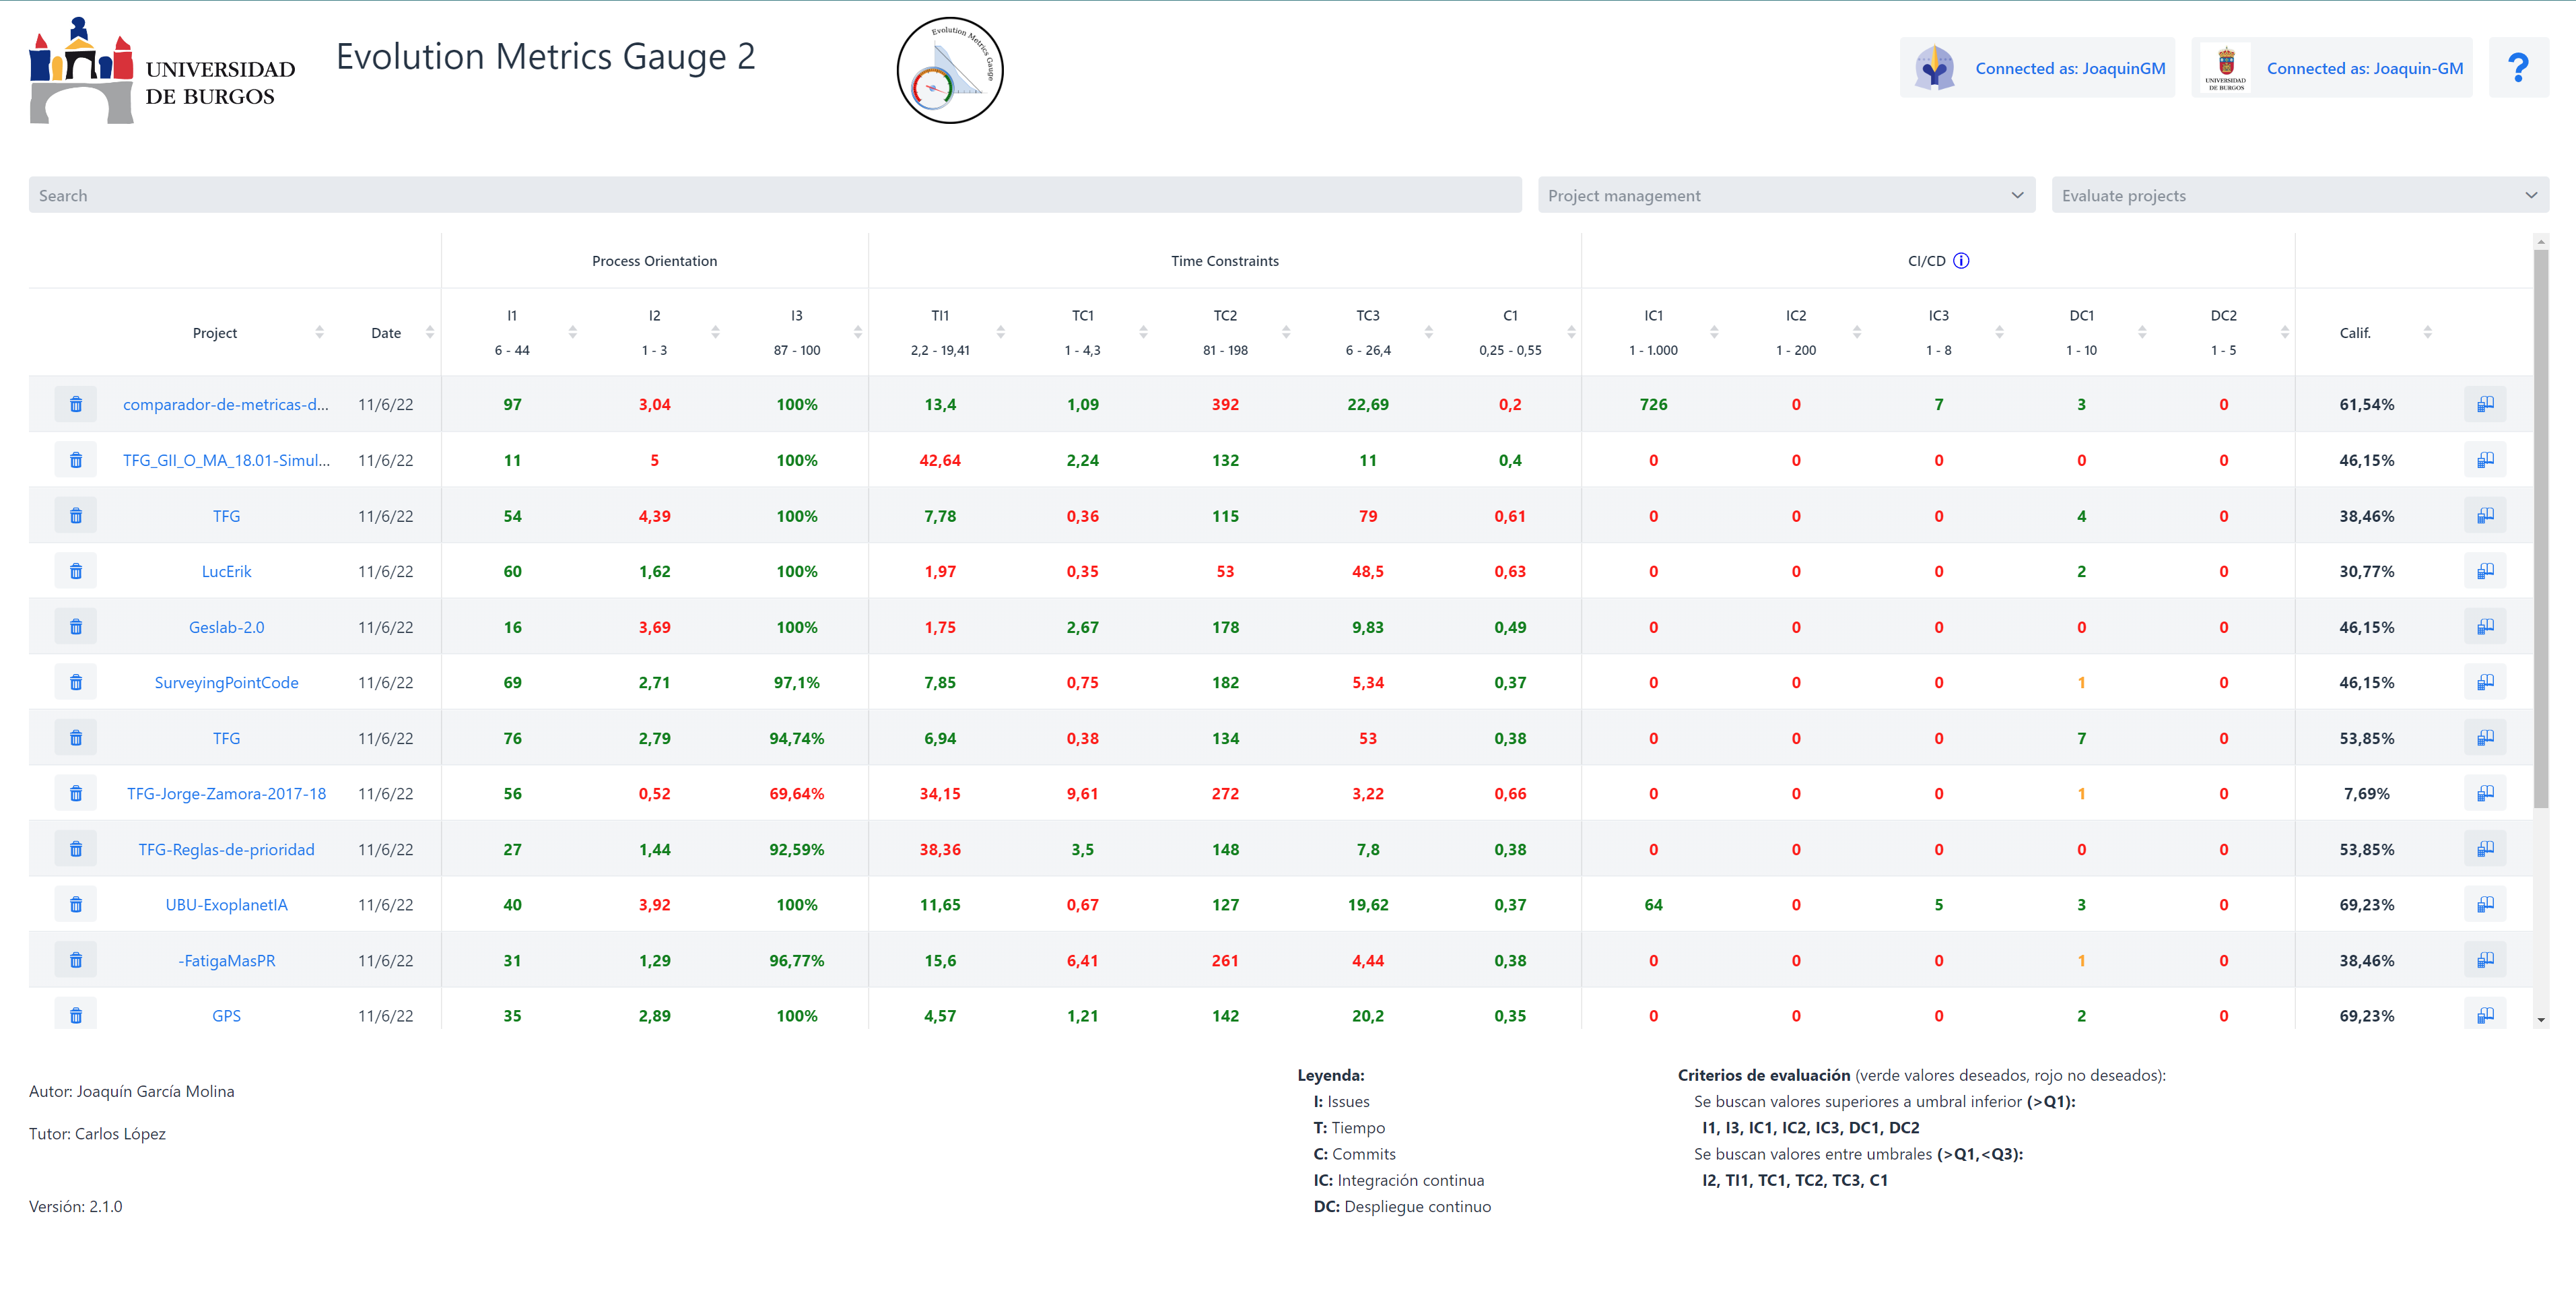 UNIVERSIDAD
DE BURGOS
Evolution Metrics Gauge 2
Evolution Metrics Gauge
Connected as: JoaquinGM
UNIVERSIDAD
DE BURGOS
Connected as: Joaquin-GM
?
Search
Project management
Evaluate projects
Process Orientation Time Constraints CI/CD
Project Date I1 I2 I3 TI1 TC1 TC2 TC3 C1 IC1 IC2 IC3 DC1 DC2 Calif.
6 - 44 1 - 3 87 - 100 2,2 - 19,41 1 - 4,3 81 - 198 6 - 26,4 0,25 - 0,55 1 - 1.000 1 - 200 1 - 8 1 - 10 1 - 5
comparador-de-metricas-d... 11/6/22 97 3,04 100% 13,4 1,09 392 22,69 0,2 726 0 7 3 0 61,54%
TFG_GII_O_MA_18.01-Simul... 11/6/22 11 5 100% 42,64 2,24 132 11 0,4 0 0 0 0 0 46,15%
TFG 11/6/22 54 4,39 100% 7,78 0,36 115 79 0,61 0 0 0 4 0 38,46%
LucErik 11/6/22 60 1,62 100% 1,97 0,35 53 48,5 0,63 0 0 0 2 0 30,77%
Geslab-2.0 11/6/22 16 3,69 100% 1,75 2,67 178 9,83 0,49 0 0 0 0 0 46,15%
SurveyingPointCode 11/6/22 69 2,71 97,1% 7,85 0,75 182 5,34 0,37 0 0 0 1 0 46,15%
TFG 11/6/22 76 2,79 94,74% 6,94 0,38 134 53 0,38 0 0 0 7 0 53,85%
TFG-Jorge-Zamora-2017-18 11/6/22 56 0,52 69,64% 34,15 9,61 272 3,22 0,66 0 0 0 1 0 7,69%
TFG-Reglas-de-prioridad 11/6/22 27 1,44 92,59% 38,36 3,5 148 7,8 0,38 0 0 0 0 0 53,85%
UBU-ExoplanetIA 11/6/22 40 3,92 100% 11,65 0,67 127 19,62 0,37 64 0 5 3 0 69,23%
-FatigaMasPR 11/6/22 31 1,29 96,77% 15,6 6,41 261 4,44 0,38 0 0 0 1 0 38,46%
GPS 11/6/22 35 2,89 100% 4,57 1,21 142 20,2 0,35 0 0 0 2 0 69,23%
Autor: Joaquín García Molina
Tutor: Carlos López
Versión: 2.1.0
Leyenda:
I: Issues
T: Tiempo
C: Commits
IC: Integración continua
DC: Despliegue continuo
Criterios de evaluación (verde valores deseados, rojo no deseados):
Se buscan valores superiores a umbral inferior (>Q1):
I1, I3, IC1, IC2, IC3, DC1, DC2
Se buscan valores entre umbrales (>Q1,<Q3):
I2, TI1, TC1, TC2, TC3, C1